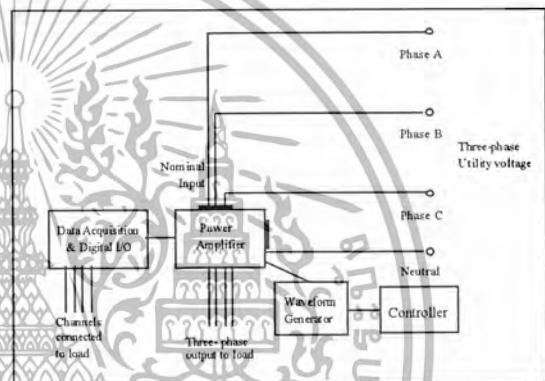 Phase A
Phase B
Three-phase
Utility voltage
Nominal
Input
Phase C
Data Acquisition
& Digital I/O
Power
Amplifier
Neutral
Waveform
Generator
Controller
Channels
connected
to load
Three- phase
output to load